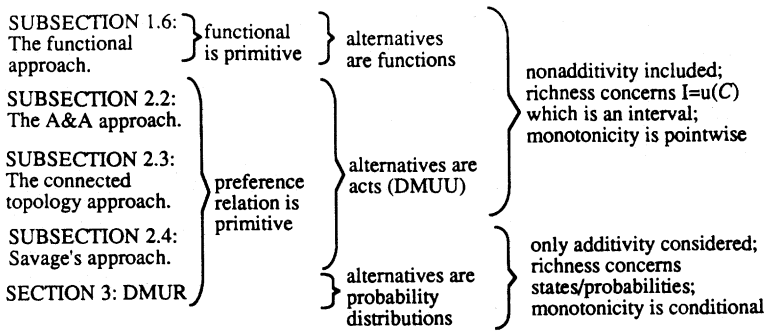 SUBSECTION 1.6:
The functional
approach.
functional
is primitive
alternatives
are functions
SUBSECTION 2.2:
The A&A approach.
SUBSECTION 2.3:
The connected
topology approach.
SUBSECTION 2.4:
Savage's approach.
SECTION 3: DMUR
preference
relation is
primitive
alternatives are
acts (DMUU)
alternatives are
probability
distributions
nonadditivity included;
richness concerns I=u(C)
which is an interval;
monotonicity is pointwise
only additivity considered;
richness concerns
states/probabilities;
monotonicity is conditional